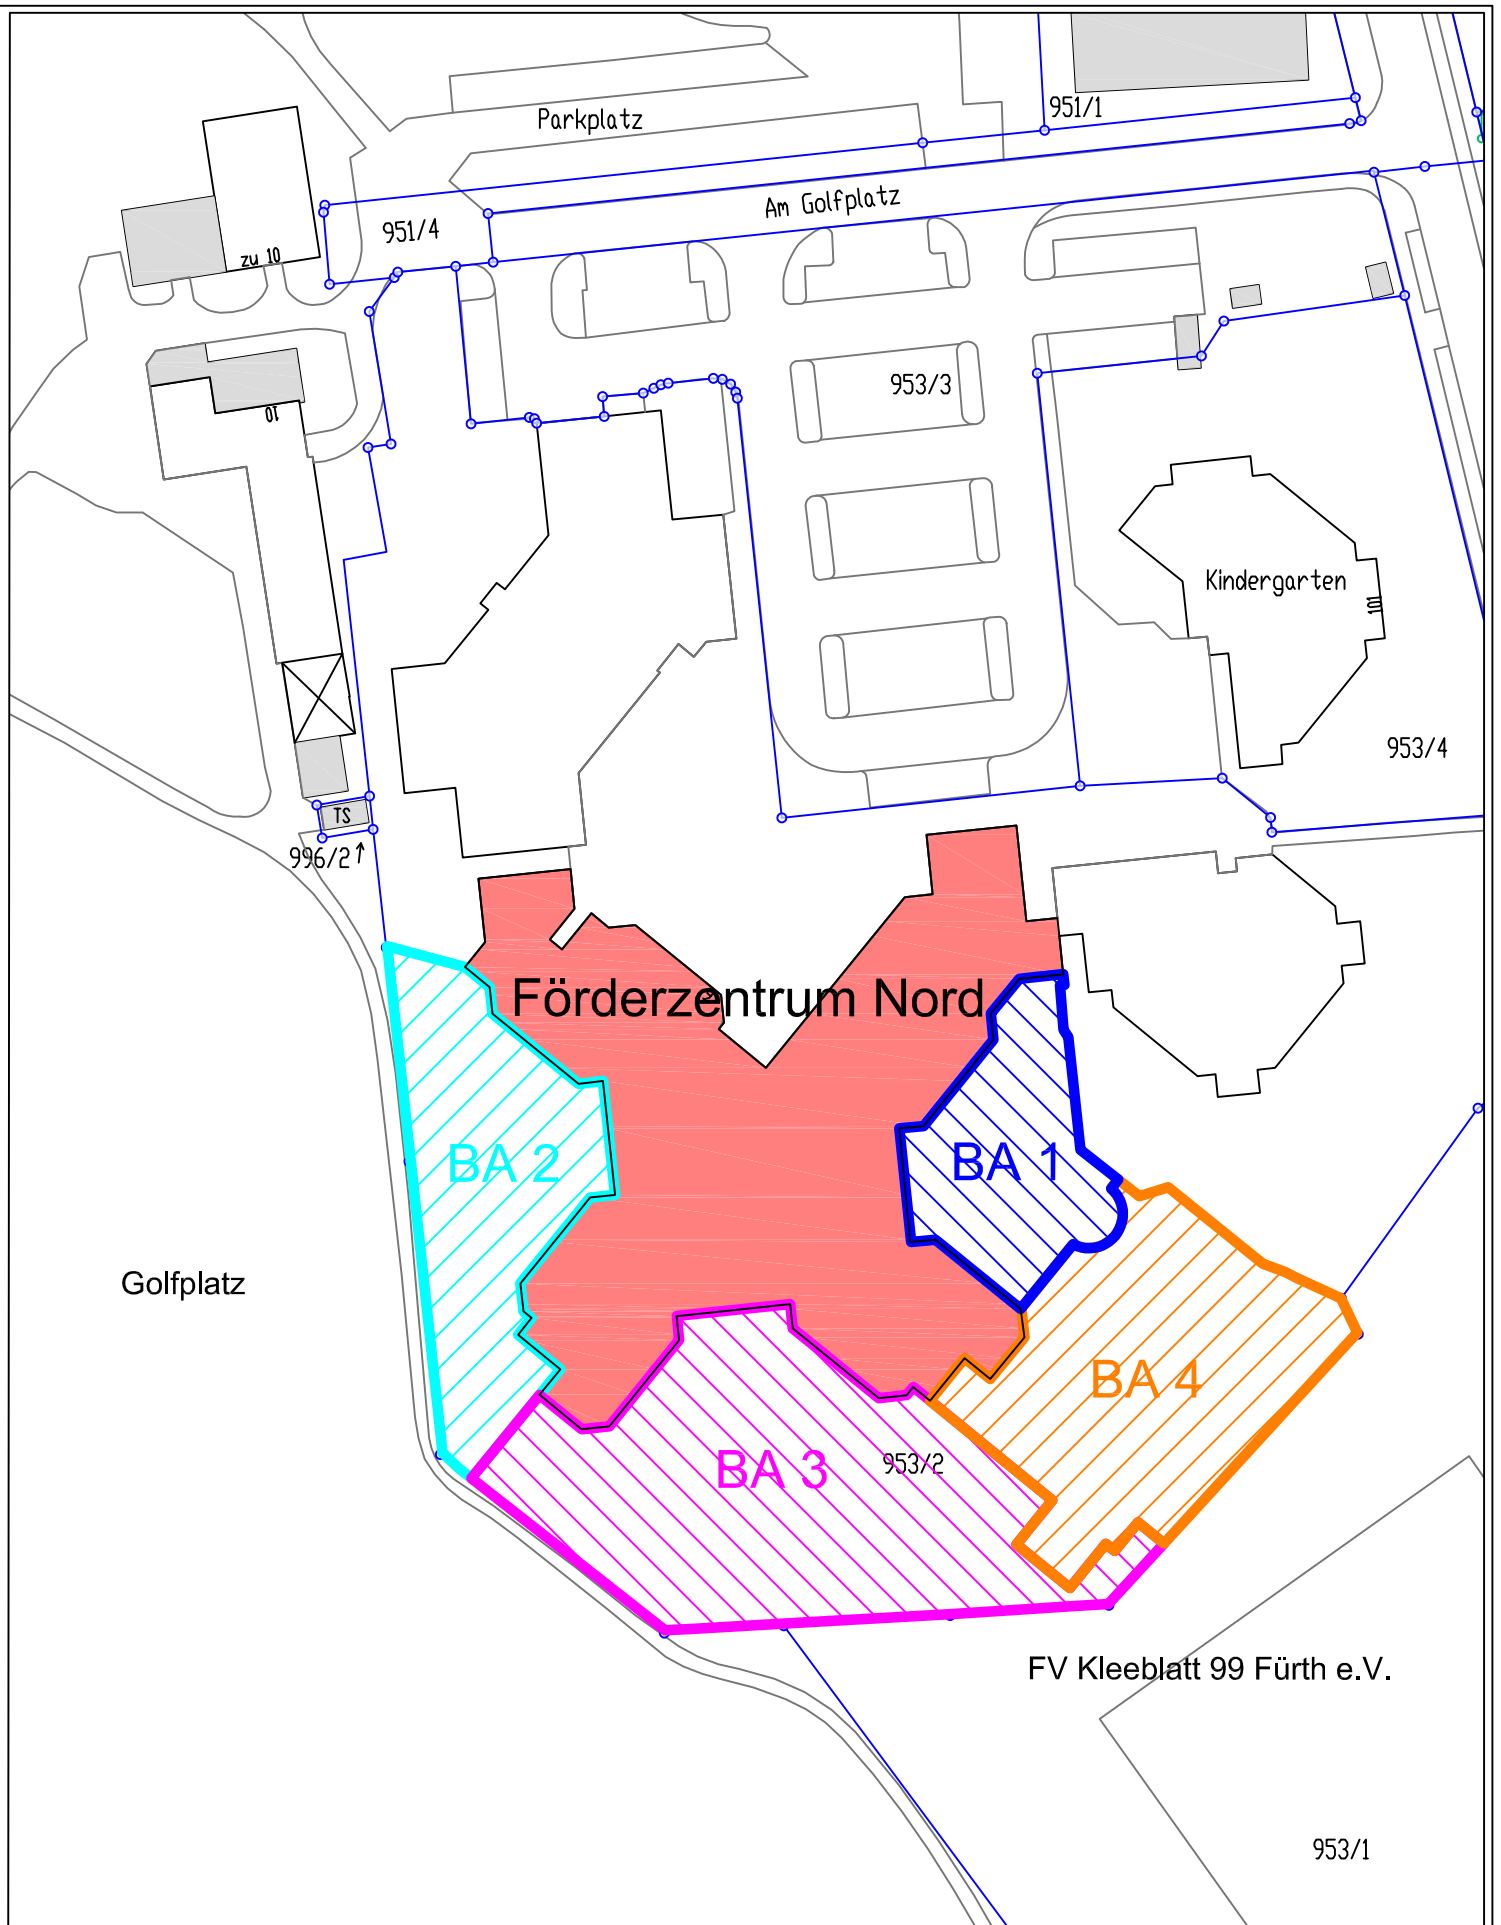 951/1
Parkplatz
Am Golfplatz
951/4
zu 10
953/3
10
Kindergarten
101
953/4
TS
996/2
Förderzentrum Nord
BA 2
BA 1
Golfplatz
BA 4
BA 3
953/2
FV Kleeblatt 99 Fürth e.V.
953/1